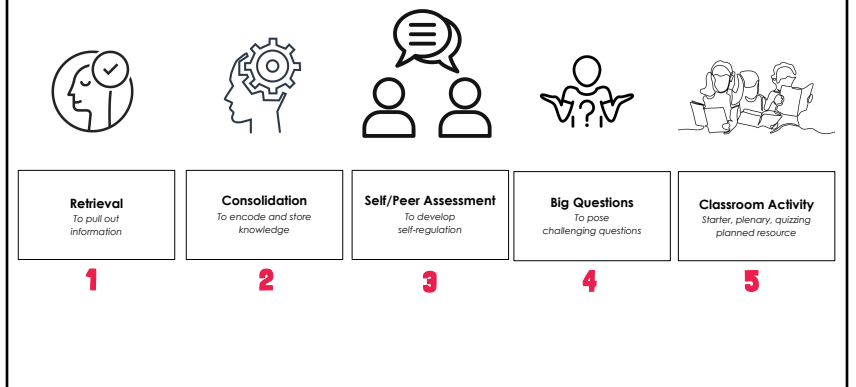 Retrieval
To pull out
information
Consolidation
To encode and store
knowledge
Self/Peer Assessment
To develop
self-regulation
Big Questions
To pose
challenging questions
Classroom Activity
Starter, plenary, quizzing
planned resource
1
2
3
4
5